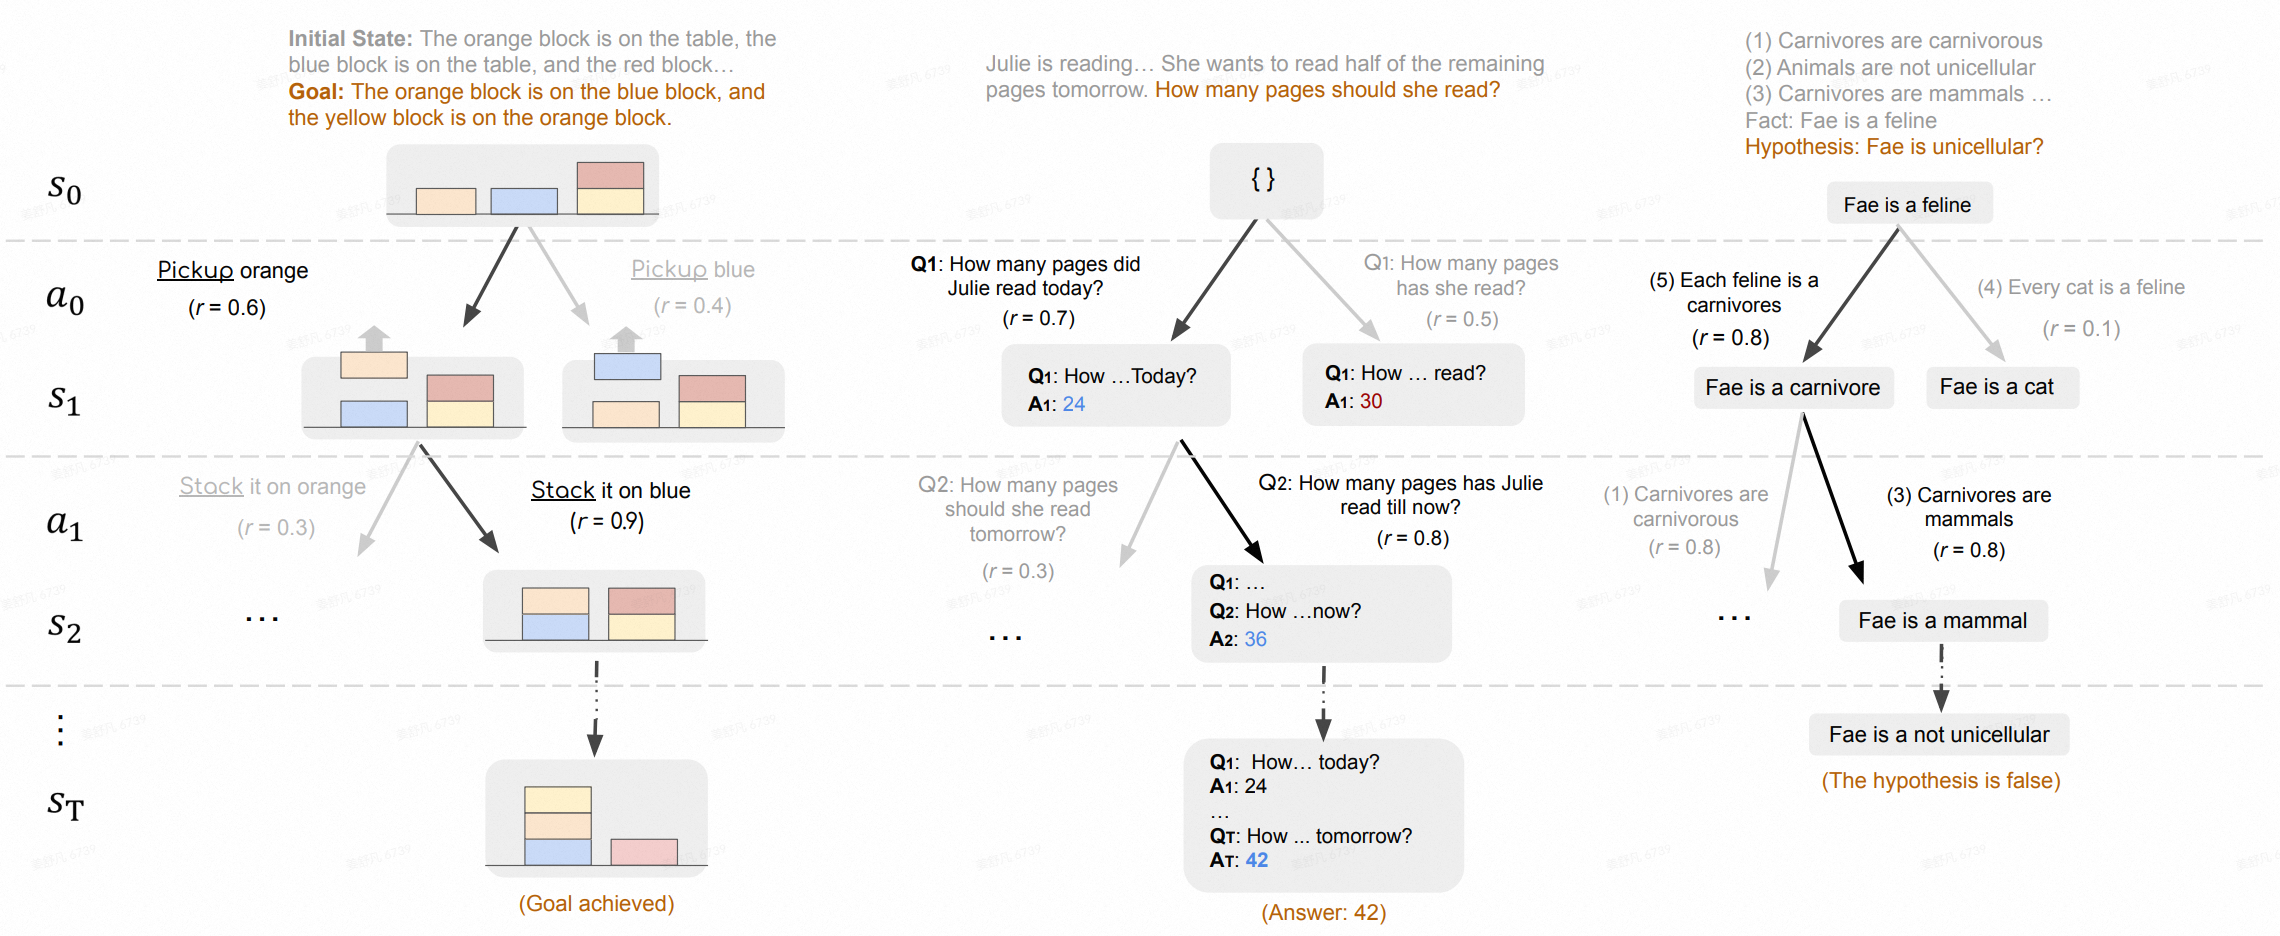 Initial State: The orange block is on the table, the
blue block is on the table, and the red block…
Goal: The orange block is on the blue block, and
the yellow block is on the orange block.
Julie is reading… She wants to read half of the remaining
pages tomorrow. How many pages should she read?
(1) Carnivores are carnivorous
(2) Animals are not unicellular
(3) Carnivores are mammals …
Fact: Fae is a feline
Hypothesis: Fae is unicellular?
s0
{ }
Fae is a feline
a0
Pickup orange
(r = 0.6)
Pickup blue
(r = 0.4)
Q1: How many pages did
Julie read today?
(r = 0.7)
Q1: How many pages
has she read?
(r = 0.5)
(5) Each feline is a
carnivores
(r = 0.8)
(4) Every cat is a feline
(r = 0.1)
s1
Q1: How …Today?
A1: 24
Q1: How … read?
A1: 30
Fae is a carnivore
Fae is a cat
a1
Stack it on orange
(r = 0.3)
Stack it on blue
(r = 0.9)
Q2: How many pages
should she read
tomorrow?
(r = 0.3)
Q2: How many pages has Julie
read till now?
(r = 0.8)
(1) Carnivores are
carnivorous
(r = 0.8)
(3) Carnivores are
mammals
(r = 0.8)
s2
...
...
Q1: …
Q2: How …now?
A2: 36
...
Fae is a mammal
⋮
sT
(Goal achieved)
Q1: How… today?
A1: 24
…
QT: How ... tomorrow?
AT: 42
(Answer: 42)
Fae is a not unicellular
(The hypothesis is false)
姜舒凡 6739